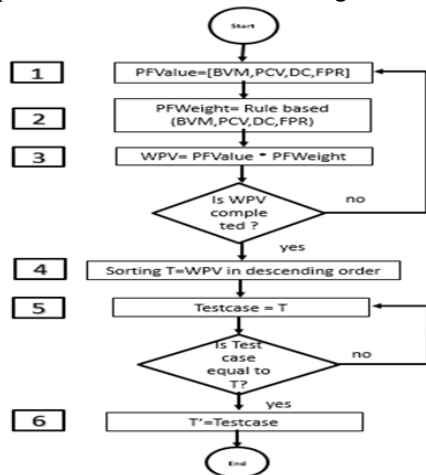 Start
1
PFValue=[BVM,PCV,DC,FPR]
2
PFWeight= Rule based
(BVM,PCV,DC,FPR)
3
WPV= PFValue * PFWeight
Is WPV
comple
ted ?
no
yes
4
Sorting T=WPV in descending order
5
Testcase = T
Is Test
case
equal to
T?
no
yes
6
T'=Testcase
End